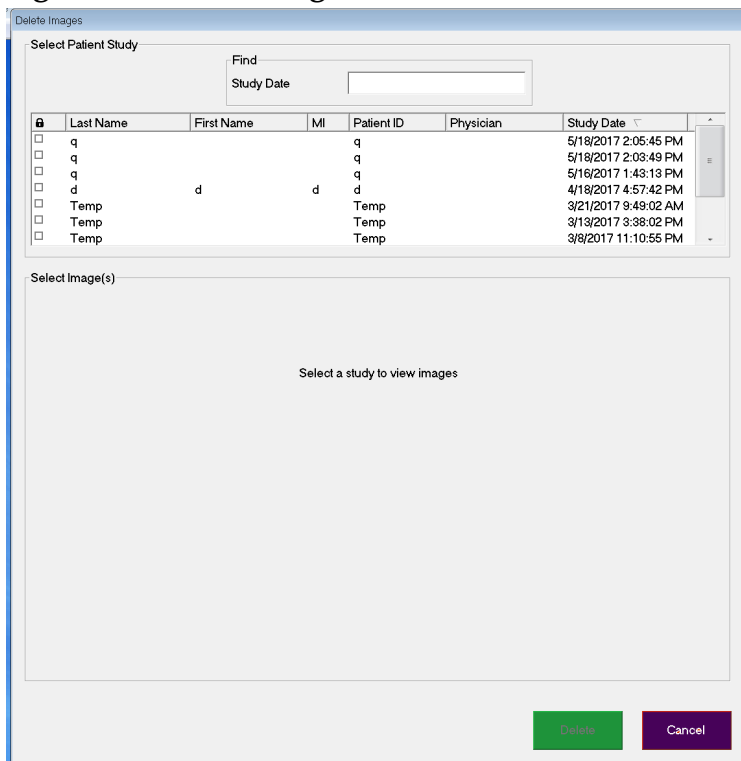 Delete Images
Select Patient Study
Find
Study Date
Last Name First Name MI Patient ID Physician Study Date
q q 5/18/2017 2:05:45 PM
q q 5/18/2017 2:03:49 PM
q q 5/16/2017 1:43:13 PM
d d d d 4/18/2017 4:57:42 PM
Temp Temp 3/21/2017 9:49:02 AM
Temp Temp 3/13/2017 3:38:02 PM
Temp Temp 3/8/2017 11:10:55 PM
Select Image(s)
Select a study to view images
Delete Cancel